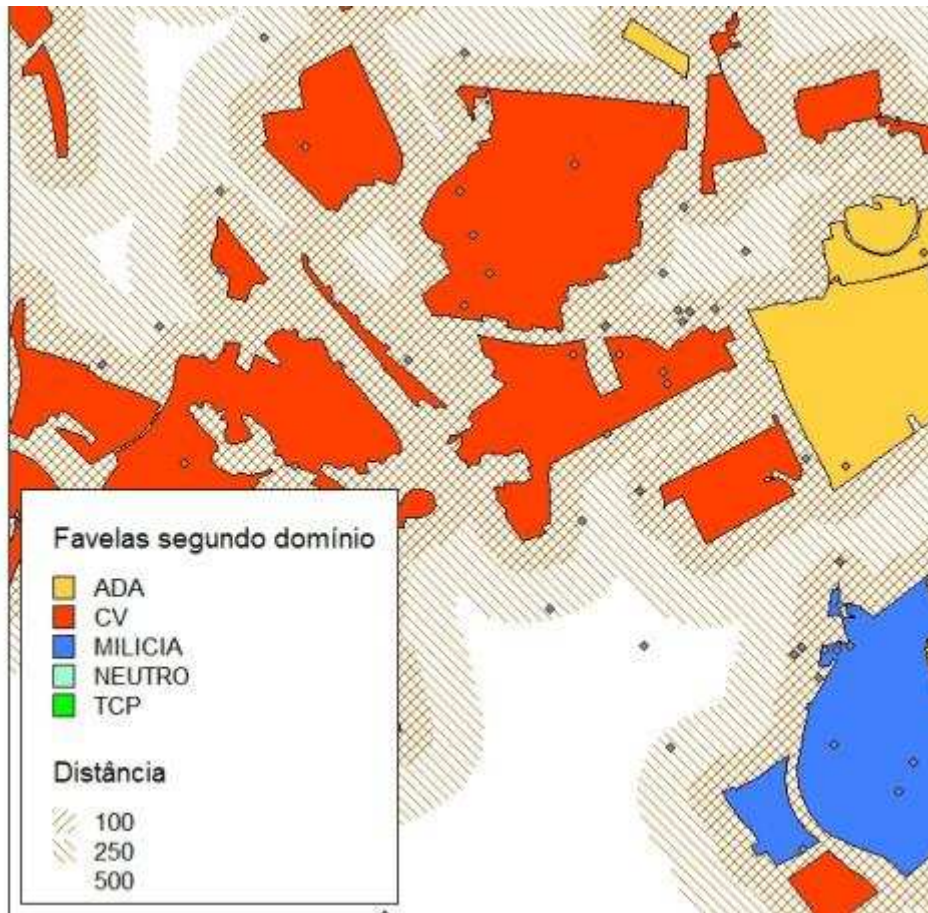 Favelas segundo domínio
ADA
CV
MILICIA
NEUTRO
TCP
Distância
100
250
500